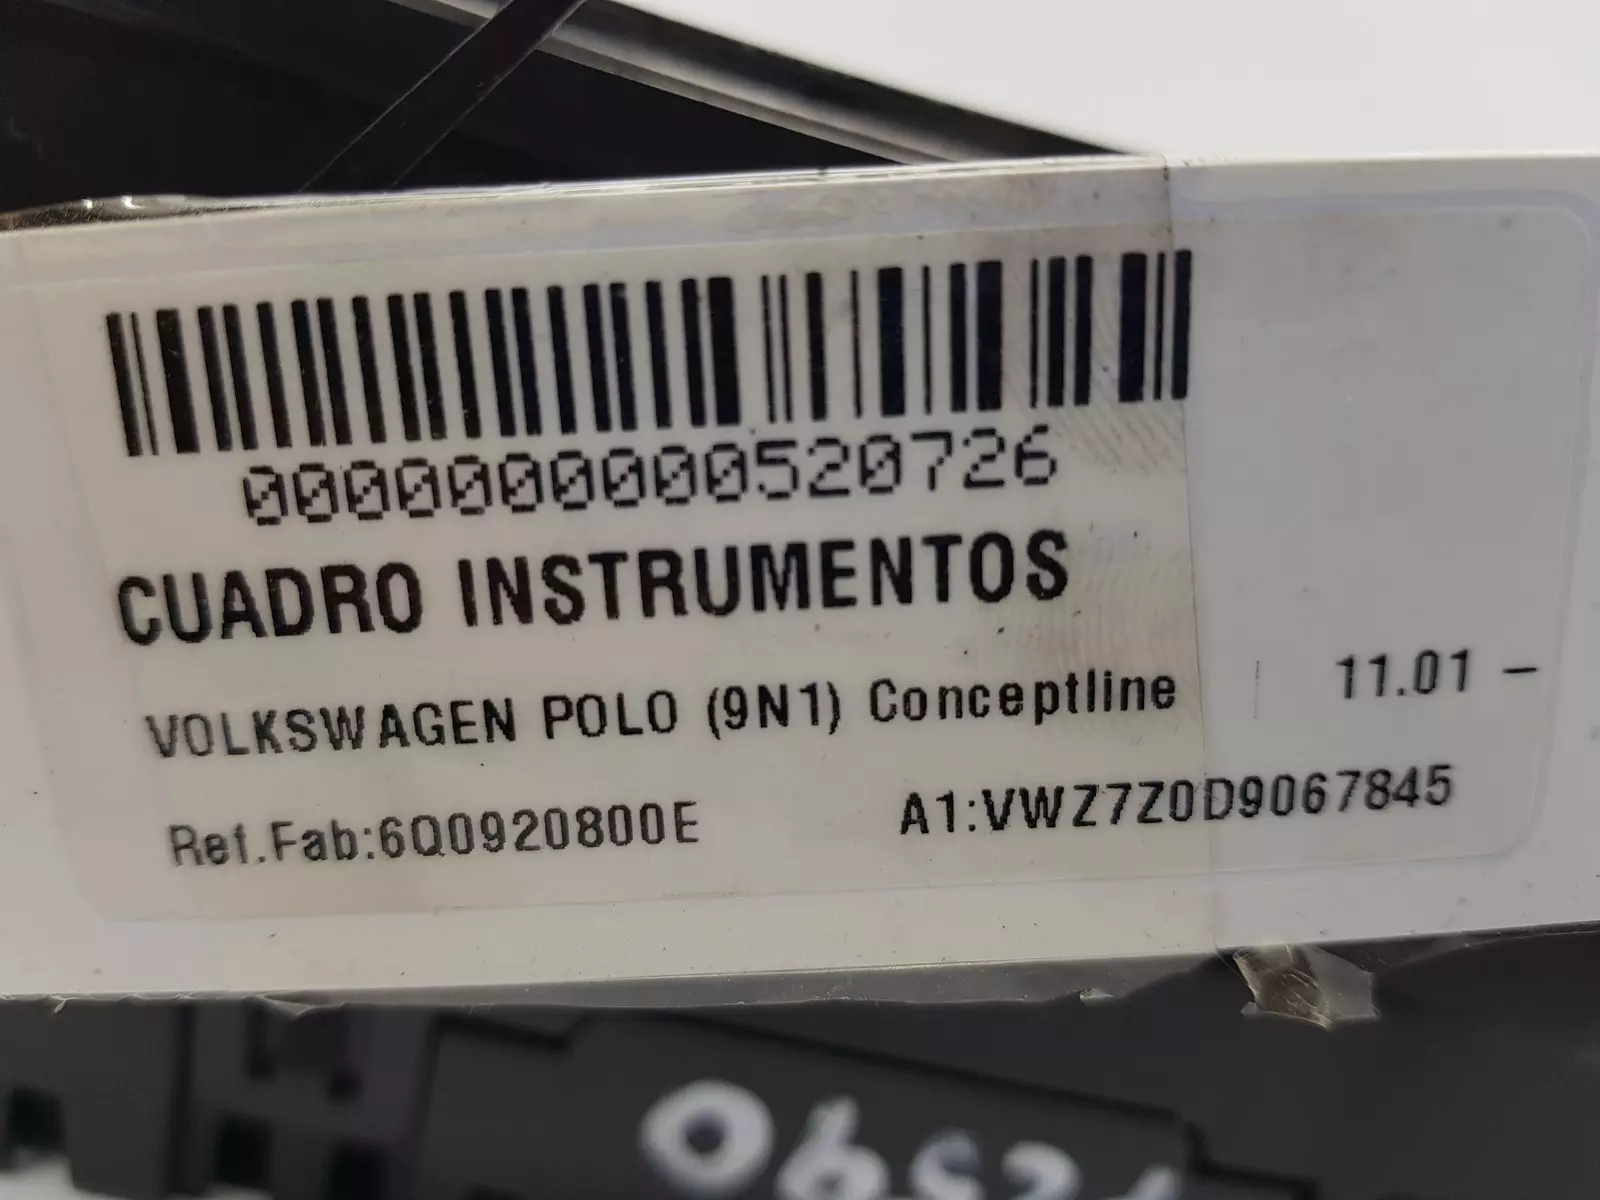 0000000000520726
CUADRO INSTRUMENTOS
VOLKSWAGEN POLO (9N1) Conceptline | 11.01 -
Ref.Fab:6Q0920800E A1:VWZ7Z0D9067845